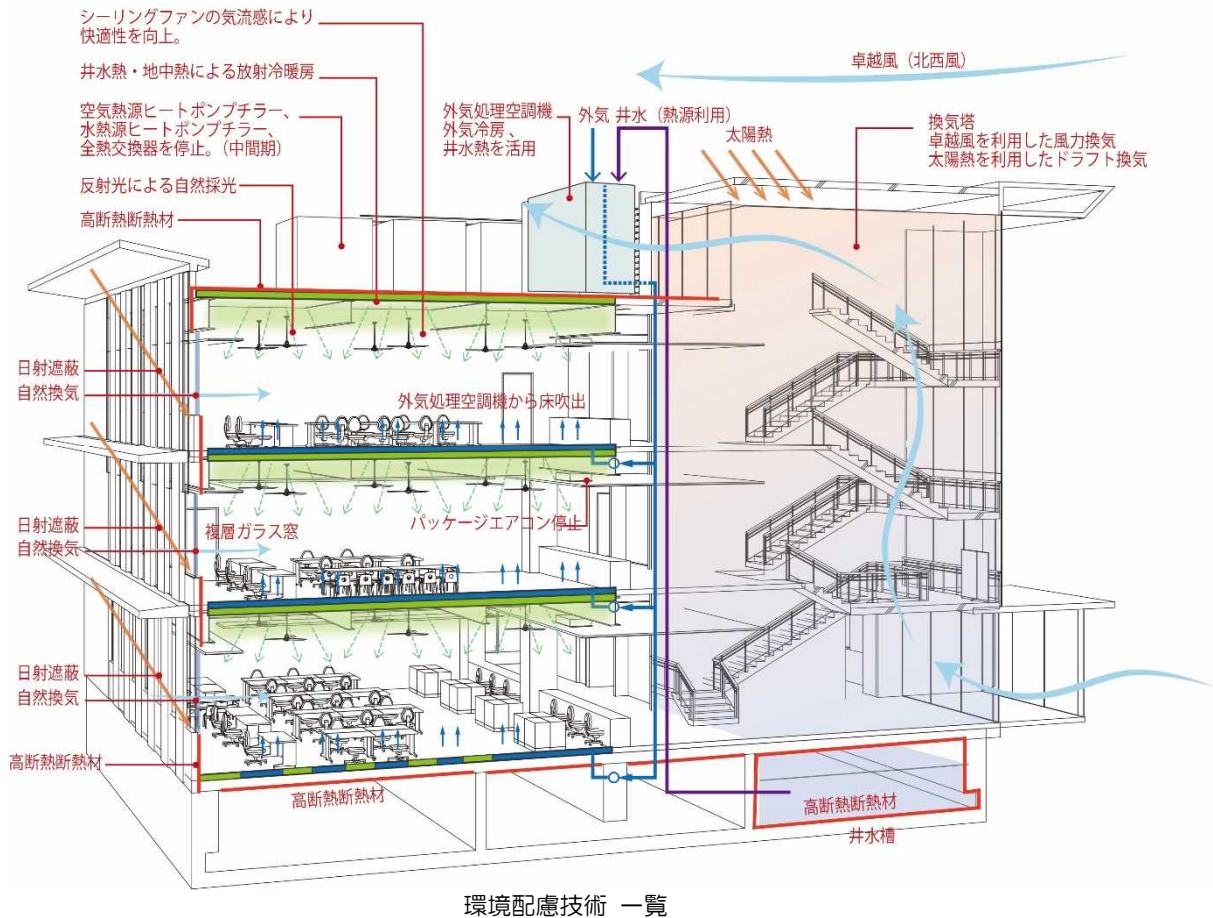 シーリングファンの気流感により
快適性を向上。
井水熱・地中熱による放射冷暖房
空気熱源ヒートポンプチラー、
水熱源ヒートポンプチラー、
全熱交換器を停止。（中間期）
反射光による自然採光
高断熱断熱材
外気処理空調機
外気冷房、
井水熱を活用
外気 井水（熱源利用）
太陽熱
卓越風（北西風）
換気塔
卓越風を利用した風力換気
太陽熱を利用したドラフト換気
日射遮蔽
自然換気
外気処理空調機から床吹出
日射遮蔽
自然換気
複層ガラス窓
パッケージエアコン停止
日射遮蔽
自然換気
高断熱断熱材
高断熱断熱材
高断熱断熱材
井水槽
環境配慮技術 一覧